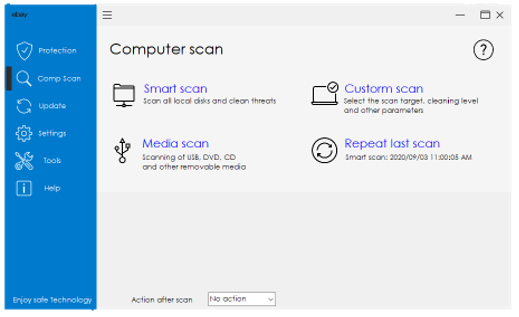 ebay
Protection
Comp Scan
Update
Settings
Tools
Help
Enjoy safe Technology
Computer scan
?
Smart scan
Scan all local disks and clean threats
Custorm scan
Select the scan target, cleaning level
and other parameters
Media scan
Scanning of USB, DVD, CD
and other removable media
Repeat last scan
Smart scan: 2020/09/03 11:00:05 AM
Action after scan
No action